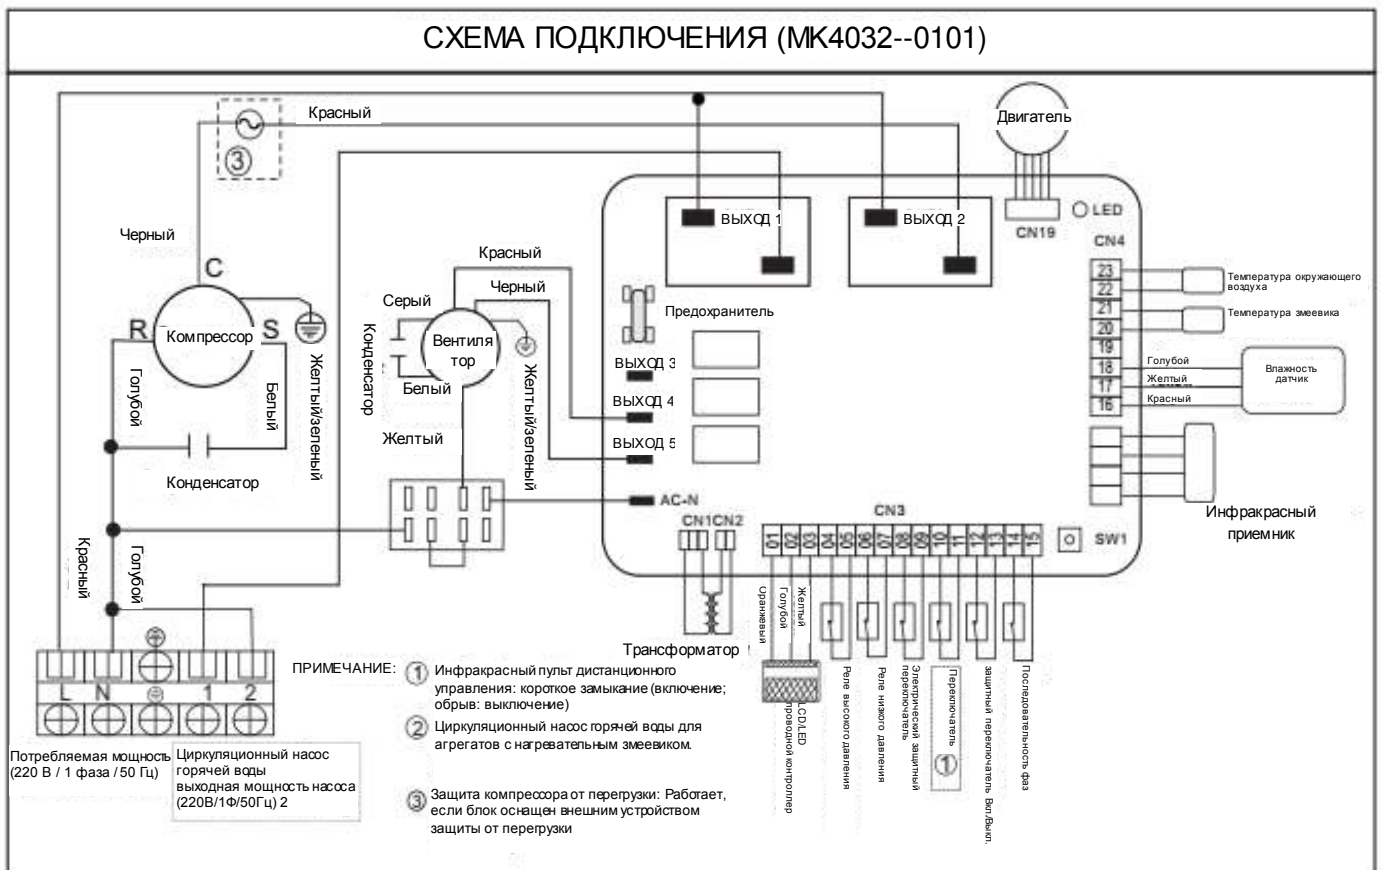 СХЕМА ПОДКЛЮЧЕНИЯ (MK4032--0101)
Красный
③
Черный
C
R
Компрессор
S
Голубой
Белый
Желтый/зеленый
Конденсатор
Красный
Черный
Серый
Конденсатор
Вентиля
тор
Белый
Желтый/зеленый
Желтый
Двигатель
CN19
LED
ВЫХОД 1
ВЫХОД 2
Предохранитель
ВЫХОД 3
ВЫХОД 4
ВЫХОД 5
AC-N
CN1CN2
Трансформатор
CN4
23
22
21
20
19
18
17
16
Температура окружающего
воздуха
Температура змеевика
Голубой
Желтый
Красный
Влажность
датчик
Инфракрасный
приемник
SW1
CN3
01 02 03 04 05 06 07 08 09 10 11 12 13 14 15
Оранжевый
Голубой
Желтый
LCD/LED
проводной контроллер
Реле высокого давления
Реле низкого давления
Электрический защитный
переключатель
Переключатель
①
защитный переключатель Вкл./Выкл.
Последовательность фаз
Красный
Голубой
L N 1 2
Потребляемая мощность
(220 В / 1 фаза / 50 Гц)
Циркуляционный насос
горячей воды
выходная мощность насоса
(220В/1Ф/50Гц) 2
ПРИМЕЧАНИЕ:
① Инфракрасный пульт дистанционного
управления: короткое замыкание (включение;
обрыв: выключение)
② Циркуляционный насос горячей воды для
агрегатов с нагревательным змеевиком.
③ Защита компрессора от перегрузки: Работает,
если блок оснащен внешним устройством
защиты от перегрузки